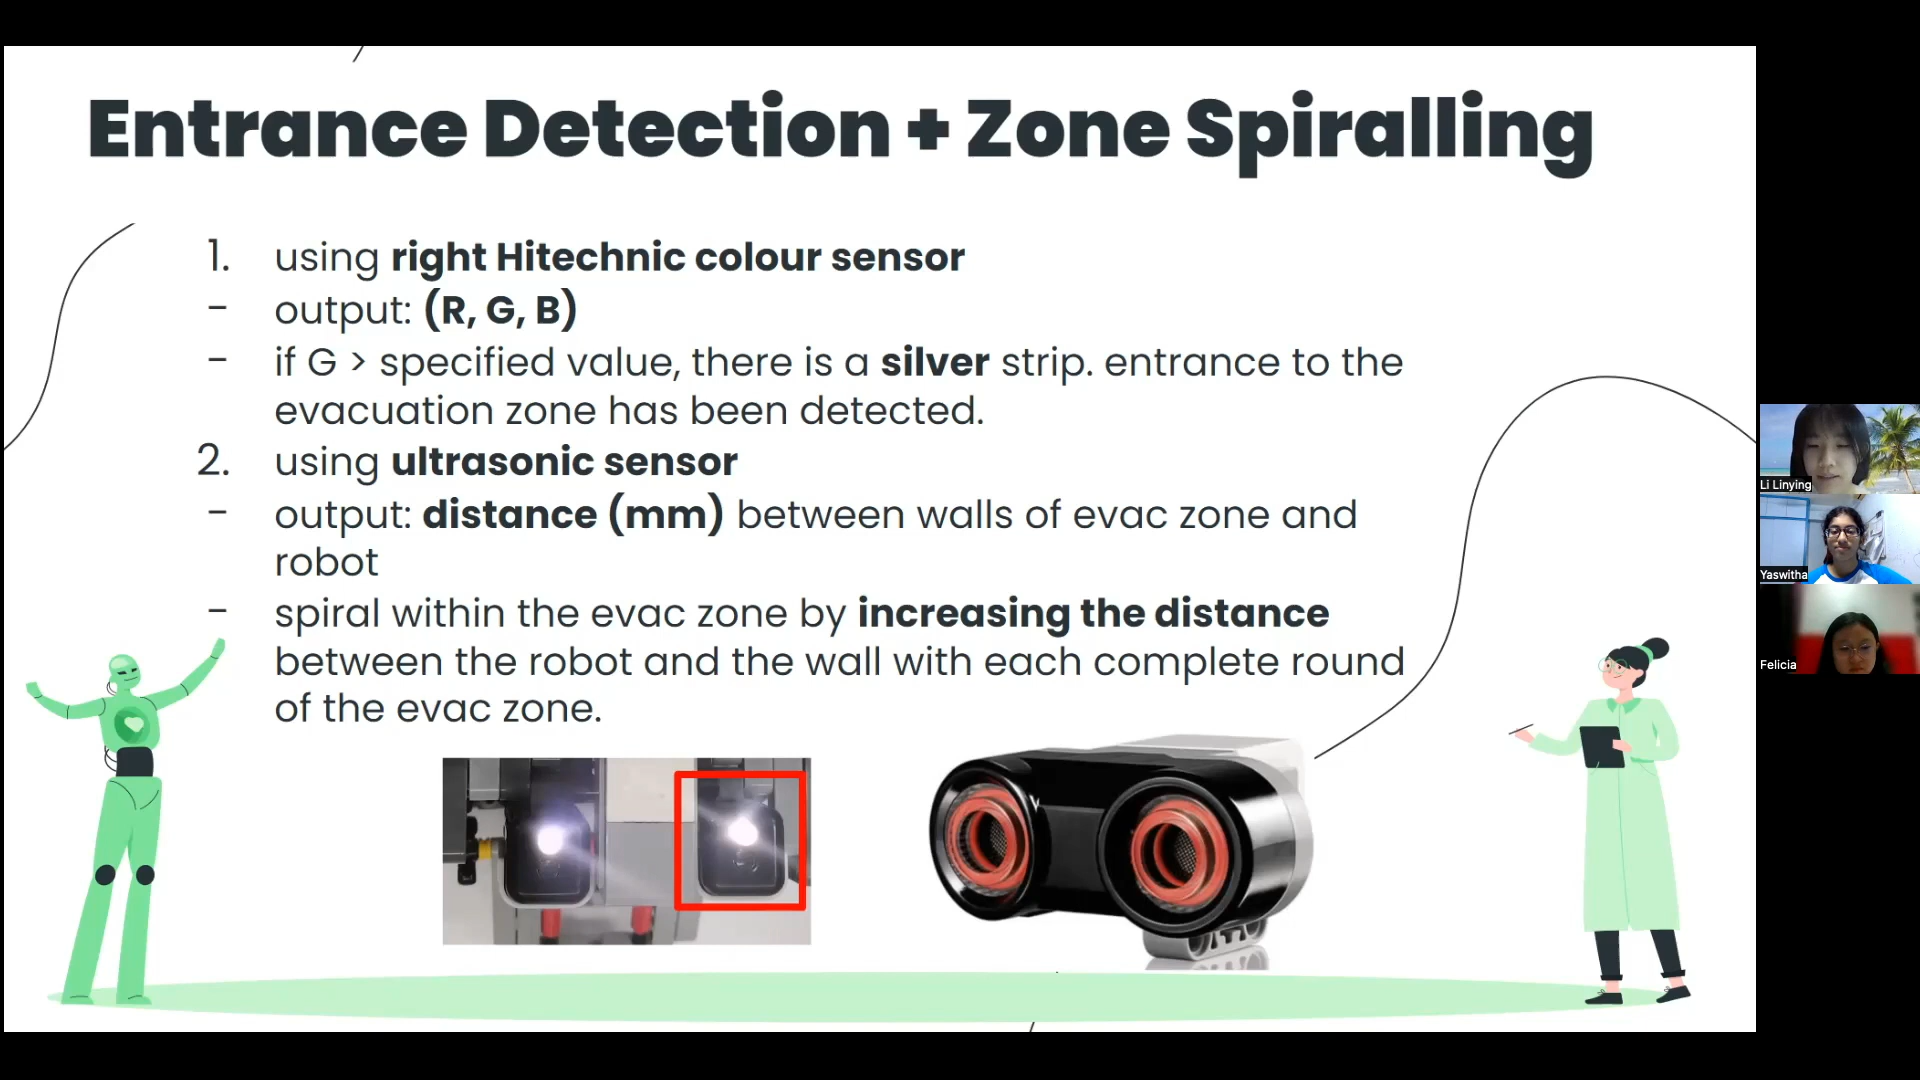 Entrance Detection + Zone Spiralling
1. using right Hitechnic colour sensor
- output: (R, G, B)
- if G > specified value, there is a silver strip. entrance to the
evacuation zone has been detected.
2. using ultrasonic sensor
- output: distance (mm) between walls of evac zone and
robot
- spiral within the evac zone by increasing the distance
between the robot and the wall with each complete round
of the evac zone.
Li Linying
Yaswitha
Felicia